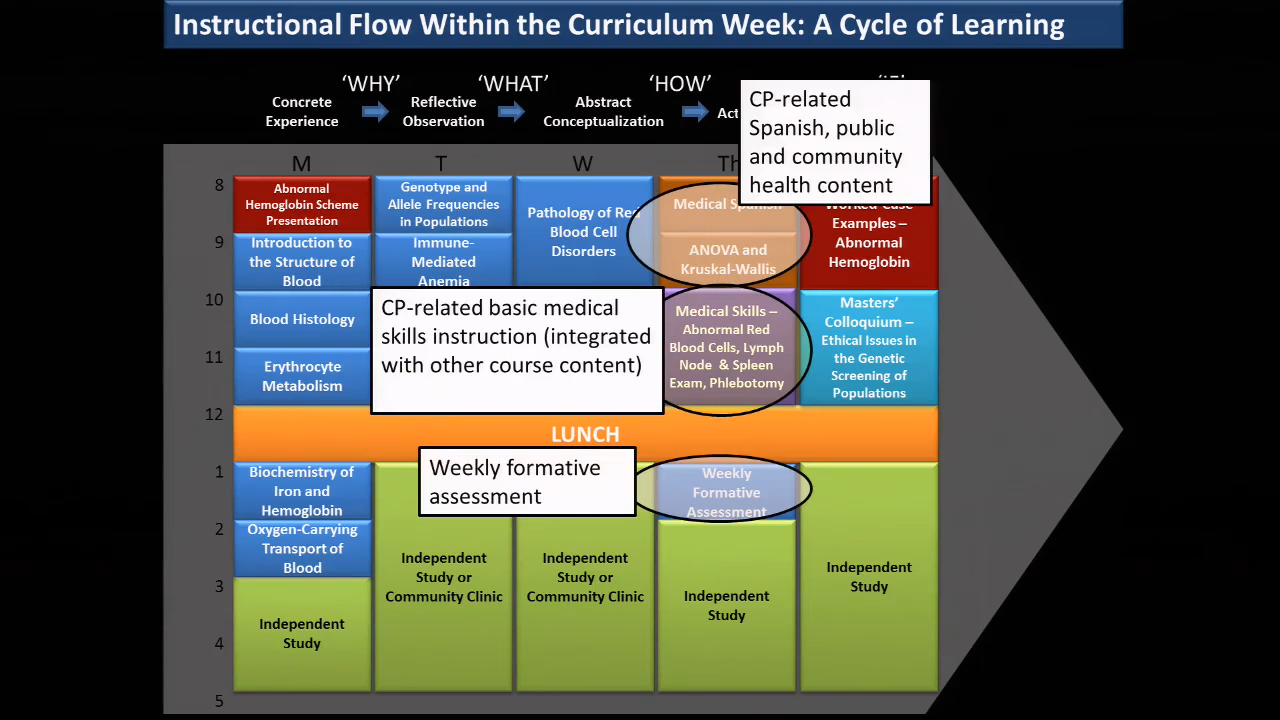 Instructional Flow Within the Curriculum Week: A Cycle of Learning
‘WHY’
‘WHAT’
‘HOW’
Concrete
Experience
Reflective
Observation
Abstract
Conceptualization
CP-related
Spanish, public
and community
health content
M
T
W
Th
8
9
10
11
12
1
2
3
4
5
Abnormal
Hemoglobin Scheme
Presentation
Introduction to
the Structure of
Blood
Blood Histology
Erythrocyte
Metabolism
Genotype and
Allele Frequencies
in Populations
Immune-
Mediated
Anemia
Pathology of Red
Blood Cell
Disorders
Medical Spanish
ANOVA and
Kruskal-Wallis
Worked Case
Examples –
Abnormal
Hemoglobin
CP-related basic medical
skills instruction (integrated
with other course content)
Medical Skills –
Abnormal Red
Blood Cells, Lymph
Node & Spleen
Exam, Phlebotomy
Masters’
Colloquium –
Ethical Issues in
the Genetic
Screening of
Populations
LUNCH
Biochemistry of
Iron and
Hemoglobin
Oxygen-Carrying
Transport of
Blood
Independent
Study
Weekly formative
assessment
Independent
Study or
Community Clinic
Independent
Study or
Community Clinic
Weekly
Formative
Assessment
Independent
Study
Independent
Study